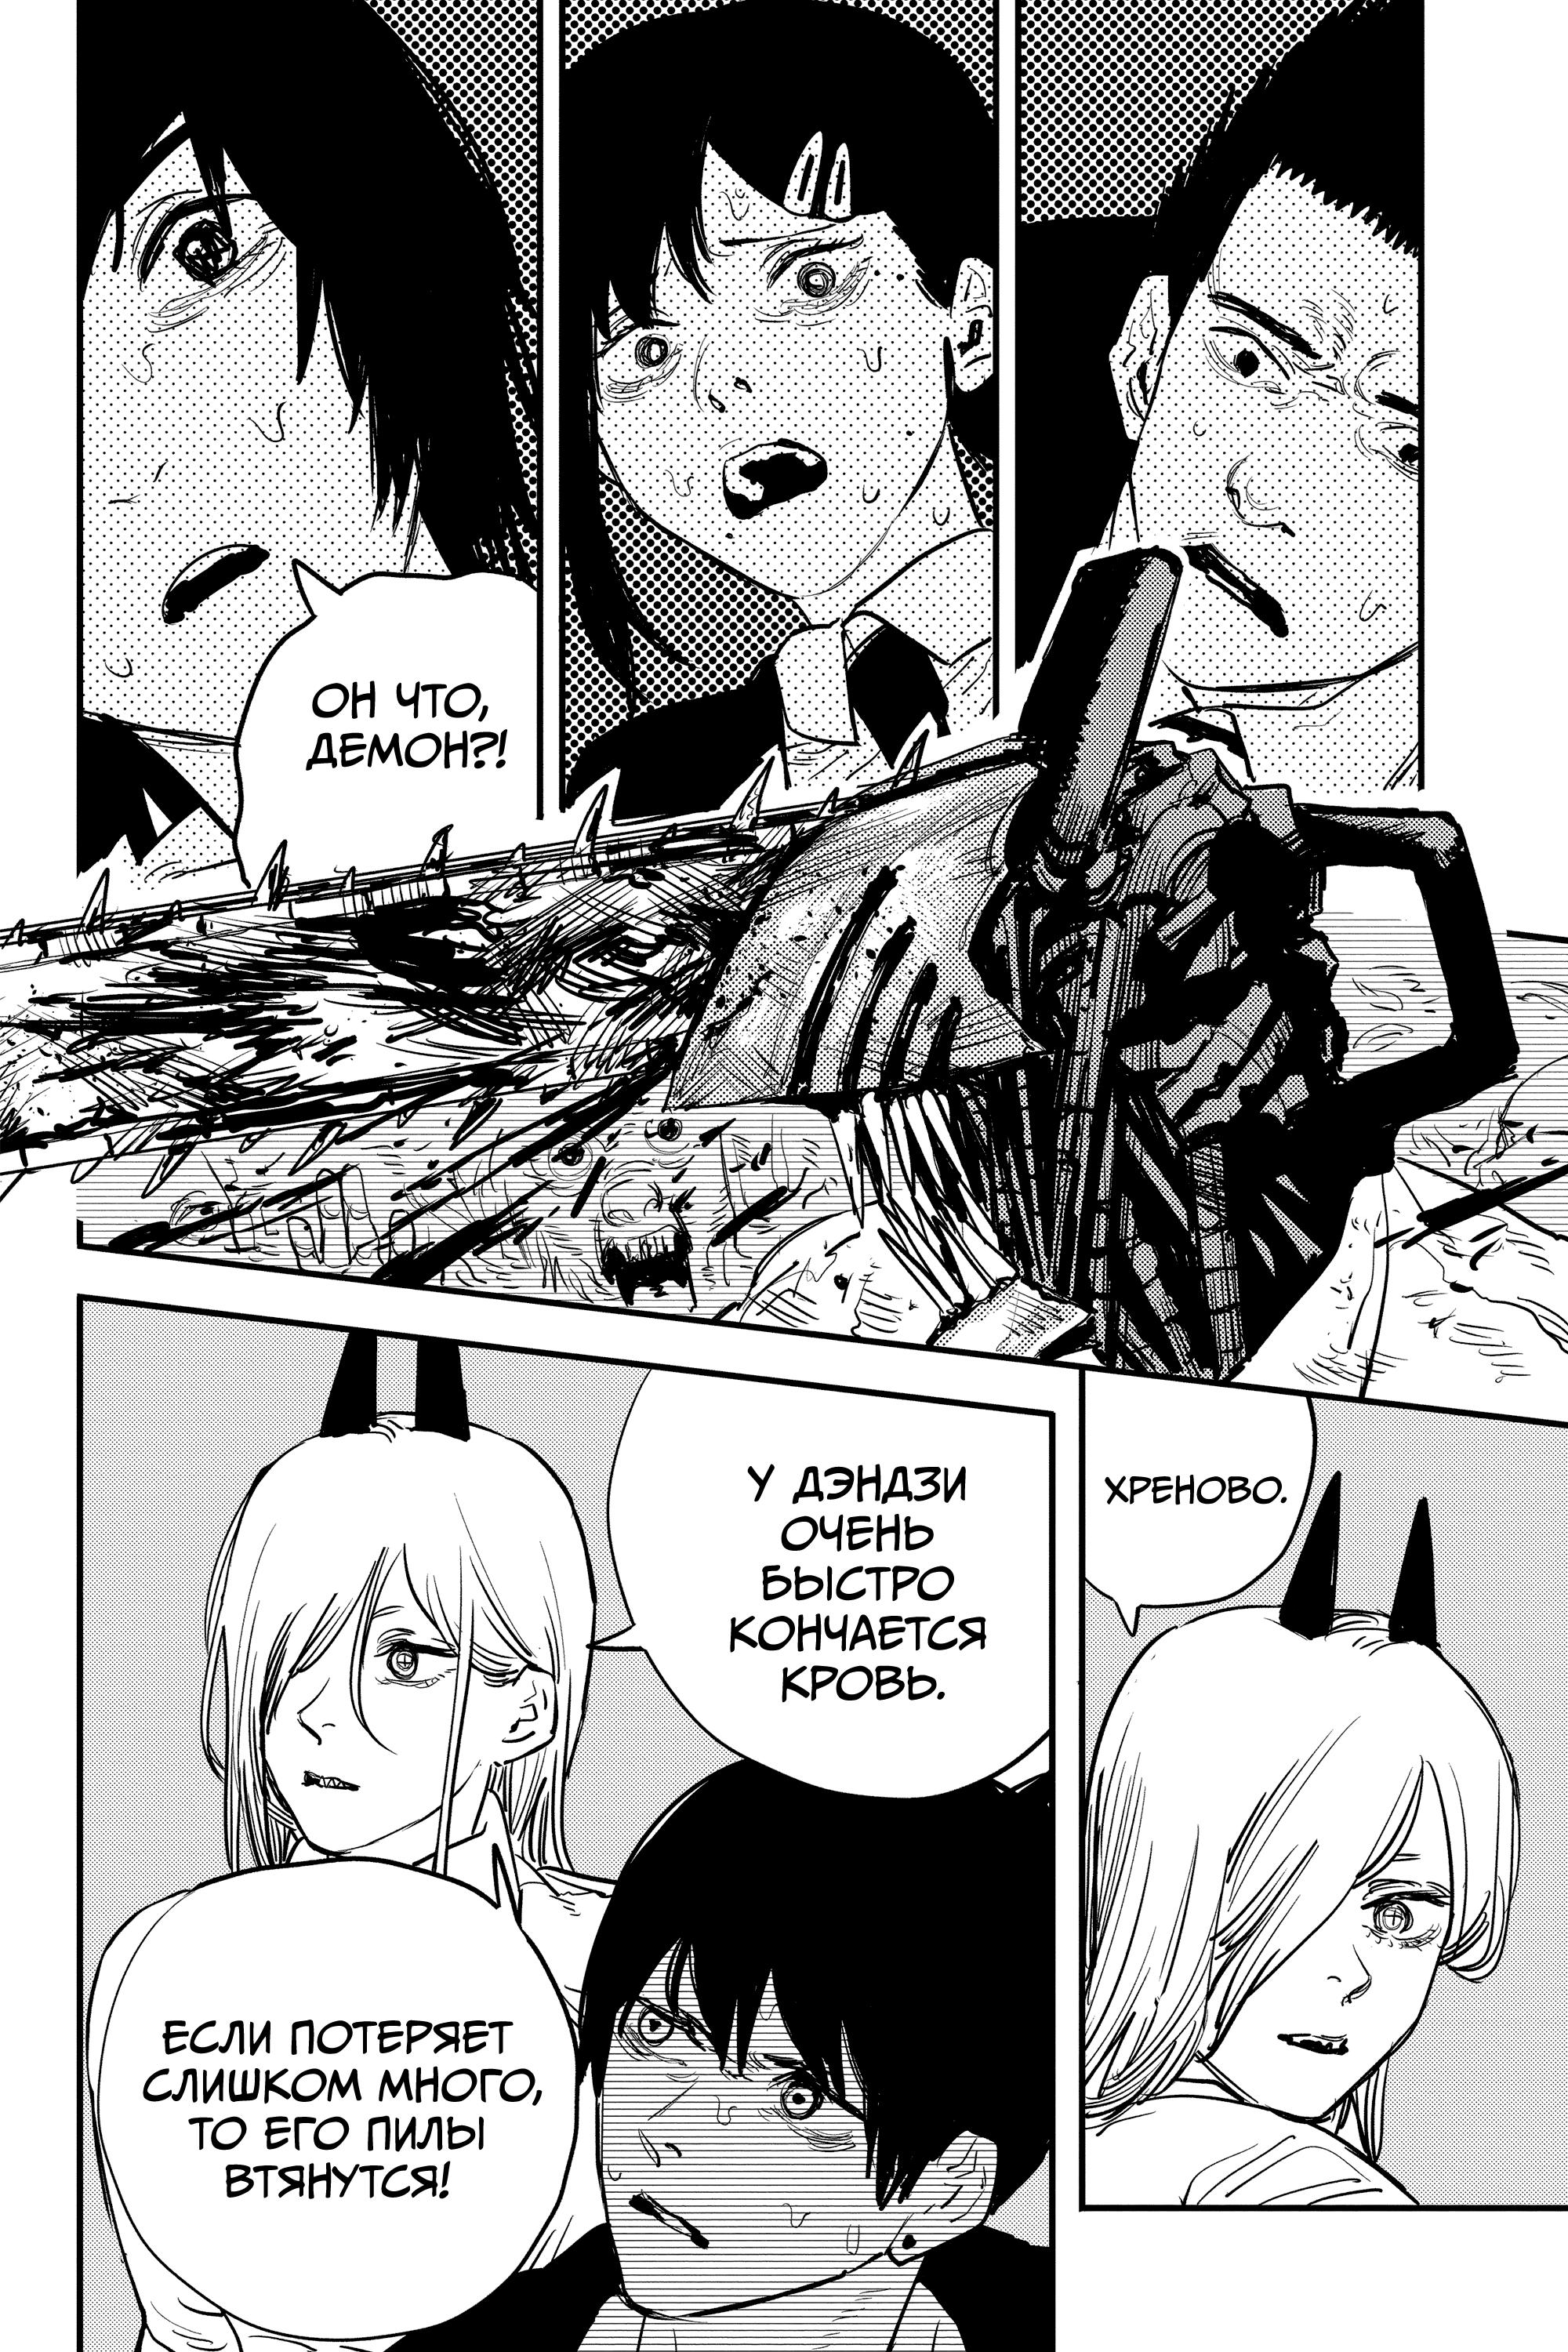 ОН ЧТО,
ДЕМОН?!
ХРЕНОВО.
У ДЭНДЗИ
ОЧЕНЬ
БЫСТРО
КОНЧАЕТСЯ
КРОВЬ.
ЕСЛИ ПОТЕРЯЕТ
СЛИШКОМ МНОГО,
ТО ЕГО ПИЛЫ
ВТЯНУТСЯ!